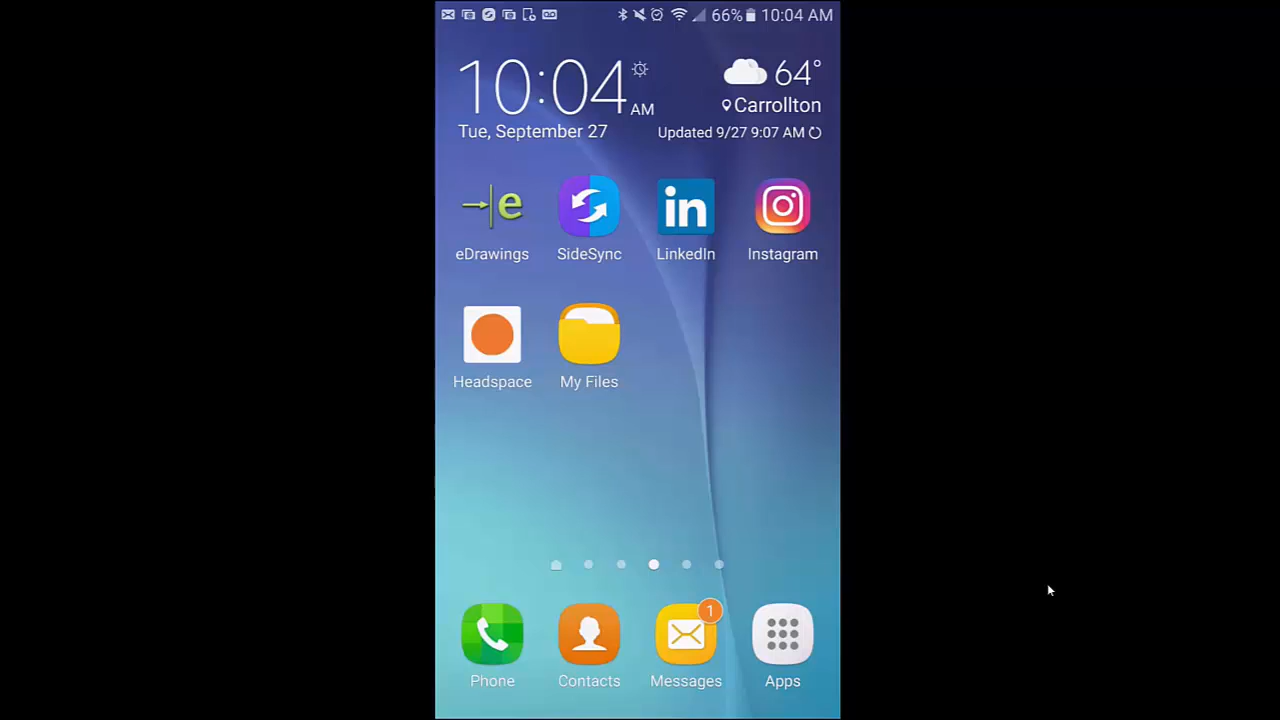 66% 10:04 AM
10:04 AM
64°
Carrollton
Tue, September 27
Updated 9/27 9:07 AM
e
in
eDrawings
SideSync
LinkedIn
Instagram
Headspace
My Files
1
Phone
Contacts
Messages
Apps